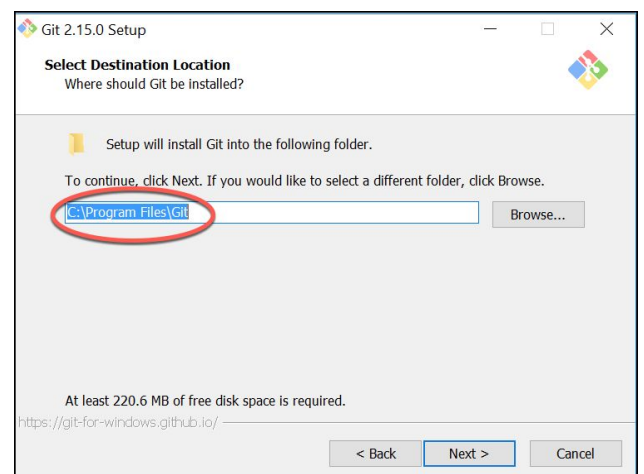 Git 2.15.0 Setup
Select Destination Location
Where should Git be installed?
Setup will install Git into the following folder.
To continue, click Next. If you would like to select a different folder, click Browse.
C:\Program Files\Git
Browse...
At least 220.6 MB of free disk space is required.
https://git-for-windows.github.io/
< Back
Next >
Cancel